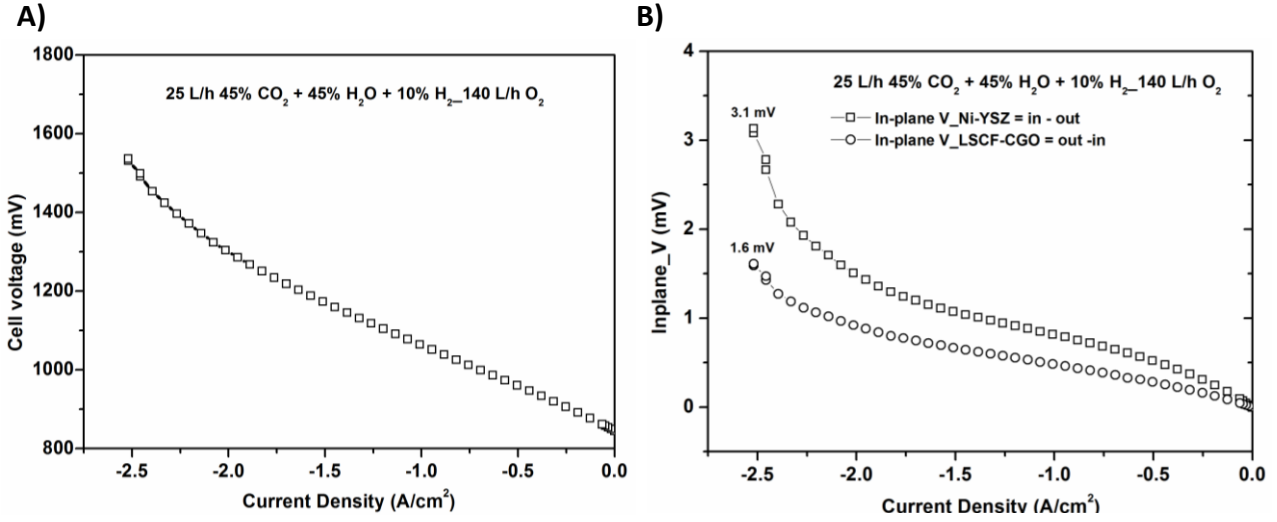 A)
1800
1600
1400
1200
1000
800
Cell voltage (mV)
25 L/h 45% CO2 + 45% H2O + 10% H2_140 L/h O2
-2.5 -2.0 -1.5 -1.0 -0.5 0.0
Current Density (A/cm2)
B)
4
3
2
1
0
Inplane_V (mV)
25 L/h 45% CO2 + 45% H2O + 10% H2_140 L/h O2
In-plane V_Ni-YSZ = in - out
In-plane V_LSCF-CGO = out -in
3.1 mV
1.6 mV
-2.5 -2.0 -1.5 -1.0 -0.5 0.0
Current Density (A/cm2)